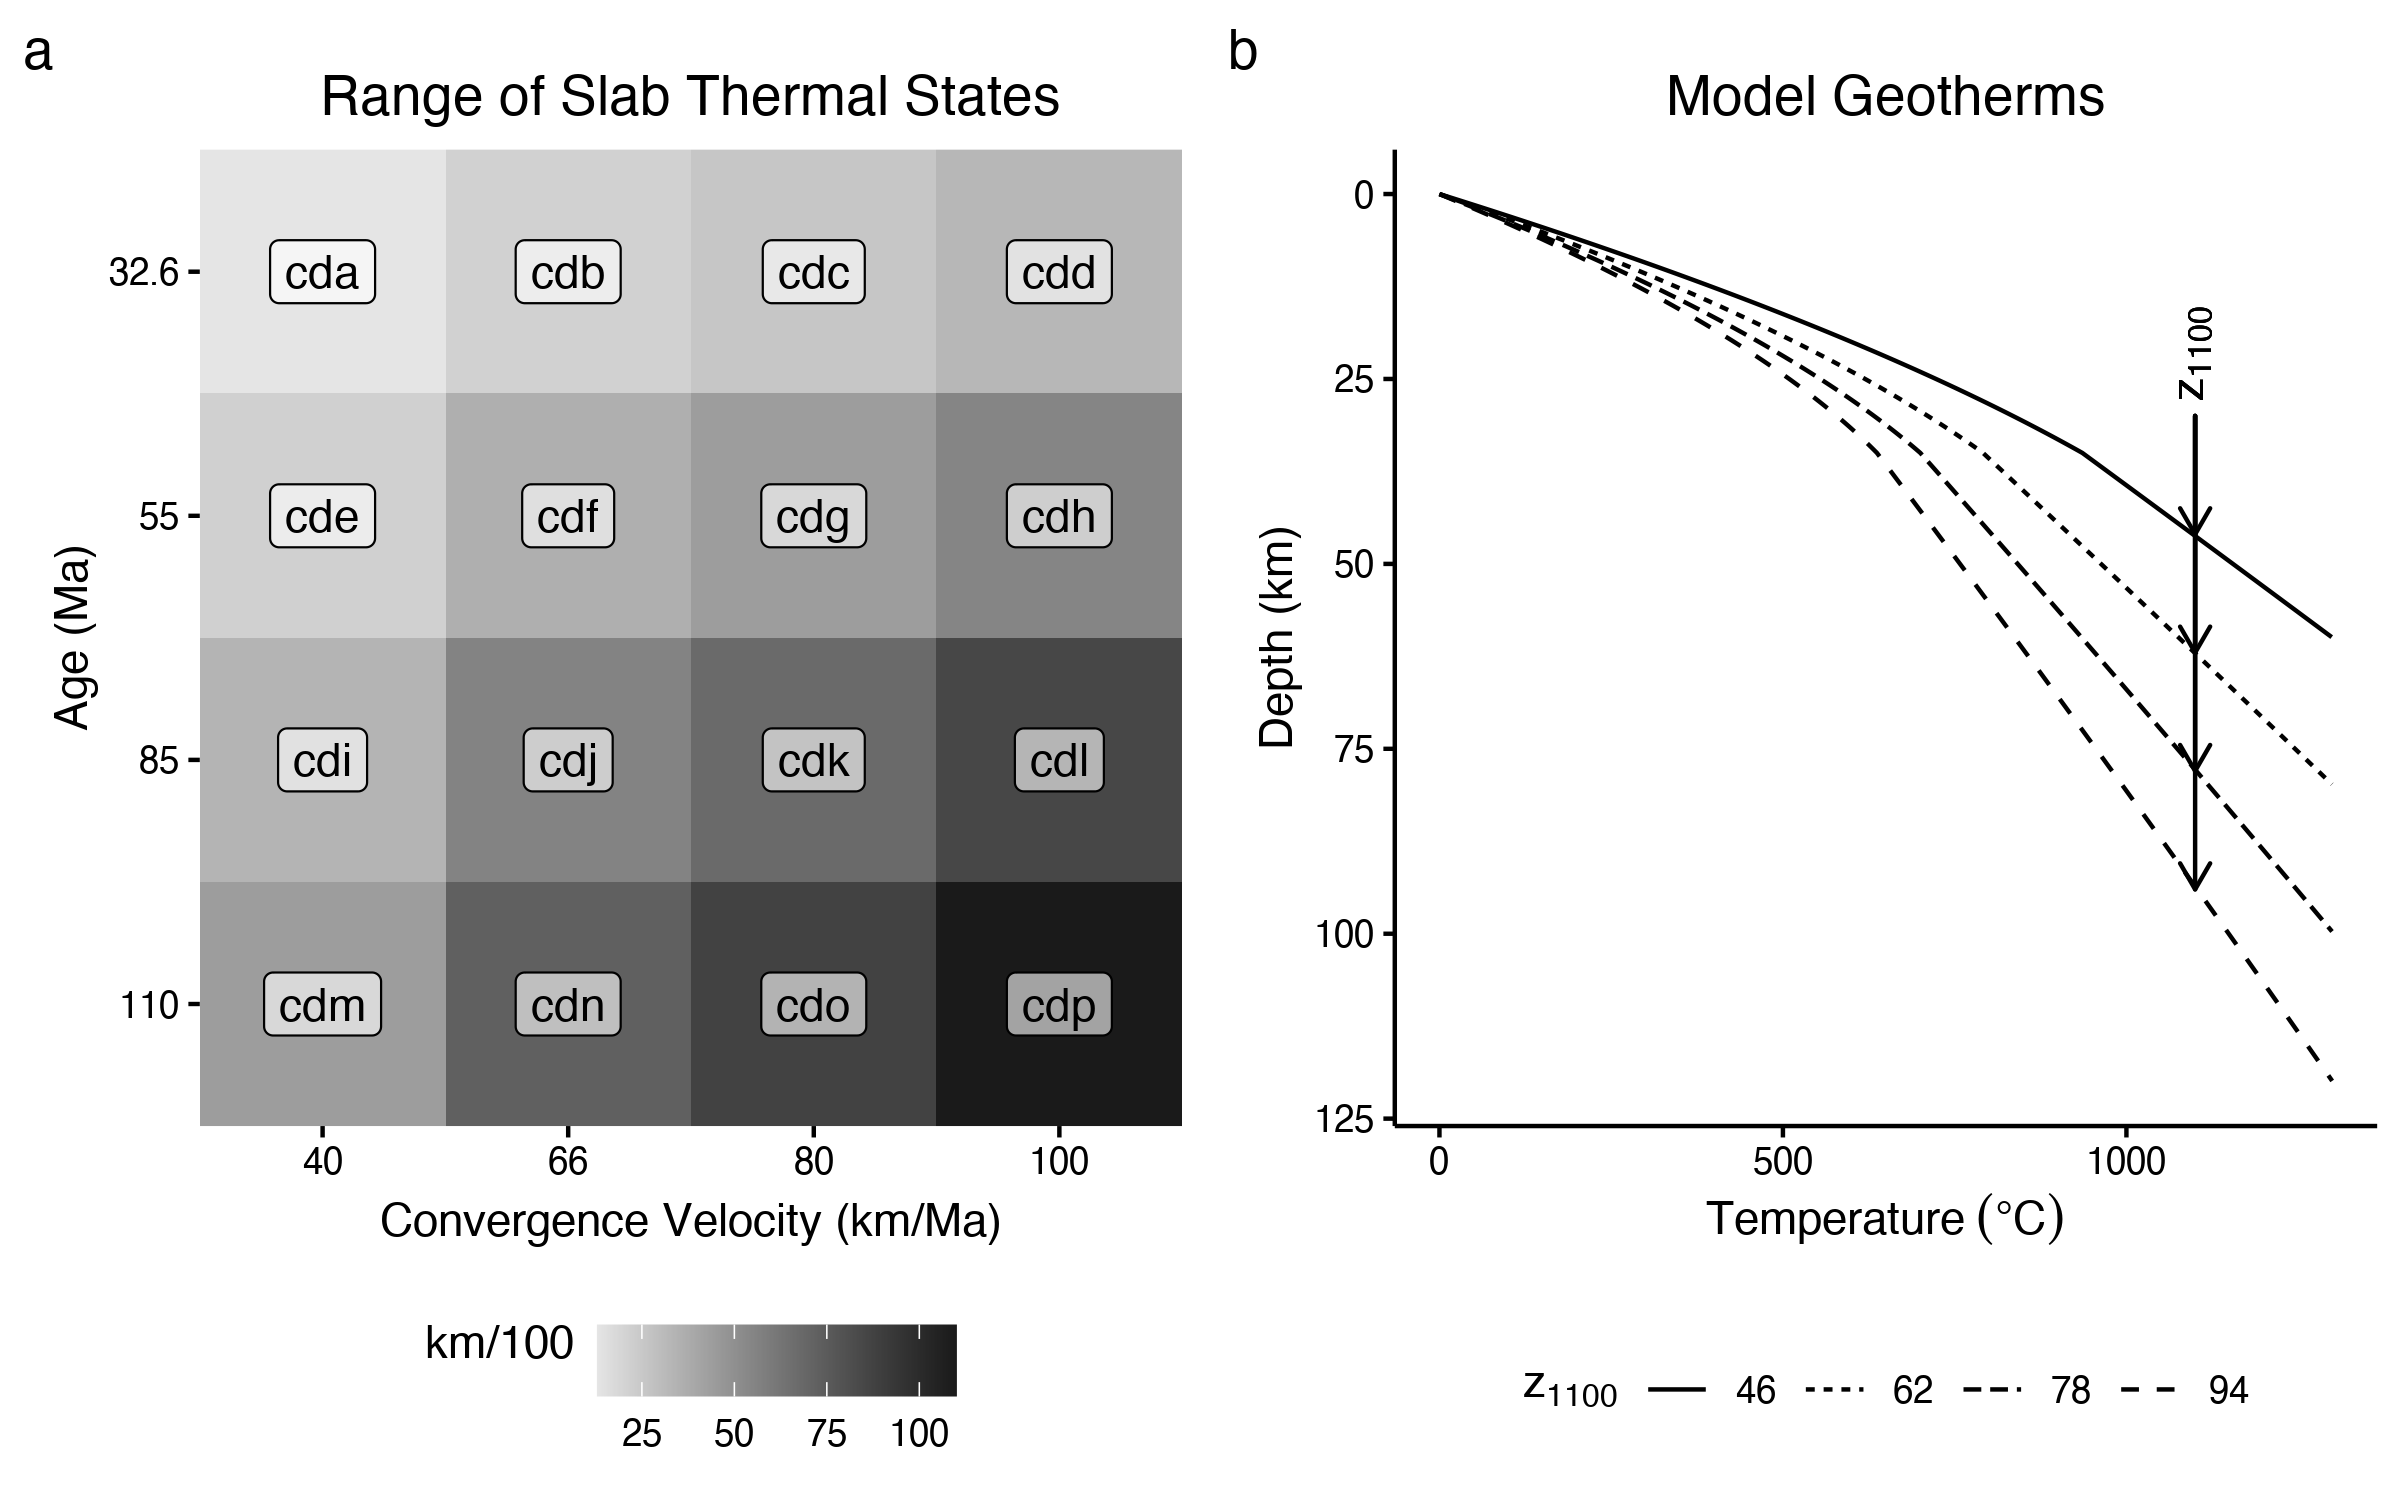 a
Range of Slab Thermal States
Age (Ma)
32.6
55
85
110
cda cdb cdc cdd
cde cdf cdg cdh
cdi cdj cdk cdl
cdm cdn cdo cdp
40 66 80 100
Convergence Velocity (km/Ma)
km/100
25 50 75 100
b
Model Geotherms
Depth (km)
0
25
50
75
100
125
z1100
0 500 1000
Temperature (°C)
z1100 46 62 78 94